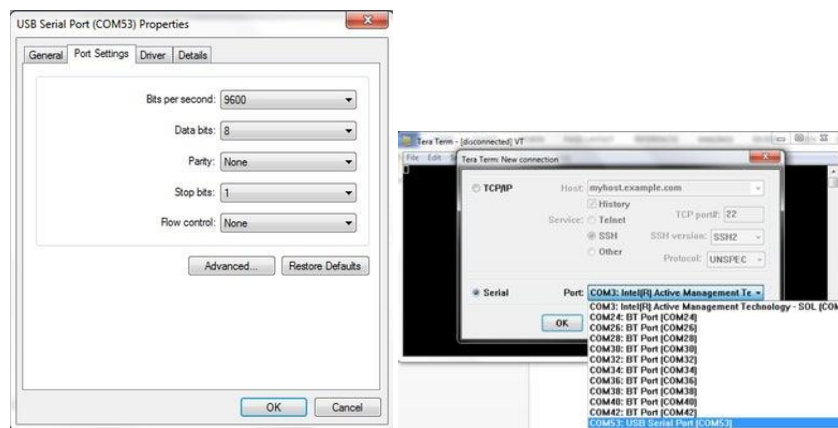 USB Serial Port (COM53) Properties
General Port Settings Driver Details
Bits per second: 9600
Data bits: 8
Parity: None
Stop bits: 1
Flow control: None
Advanced... Restore Defaults
OK Cancel
Tera Term - [disconnected] VT
File Edit
Tera Term: New connection
TCP/IP Host: myhost.example.com
History
Service: Telnet TCP port#: 22
SSH SSH version: SSH2
Other Protocol: UNSPEC
Serial Port: COM3: Intel(R) Active Management Te
OK
COM3: Intel(R) Active Management Technology - SOL (COM
COM24: BT Port (COM24)
COM26: BT Port (COM26)
COM28: BT Port (COM28)
COM30: BT Port (COM30)
COM32: BT Port (COM32)
COM34: BT Port (COM34)
COM36: BT Port (COM36)
COM38: BT Port (COM38)
COM40: BT Port (COM40)
COM42: BT Port (COM42)
COM53: USB Serial Port (COM53)